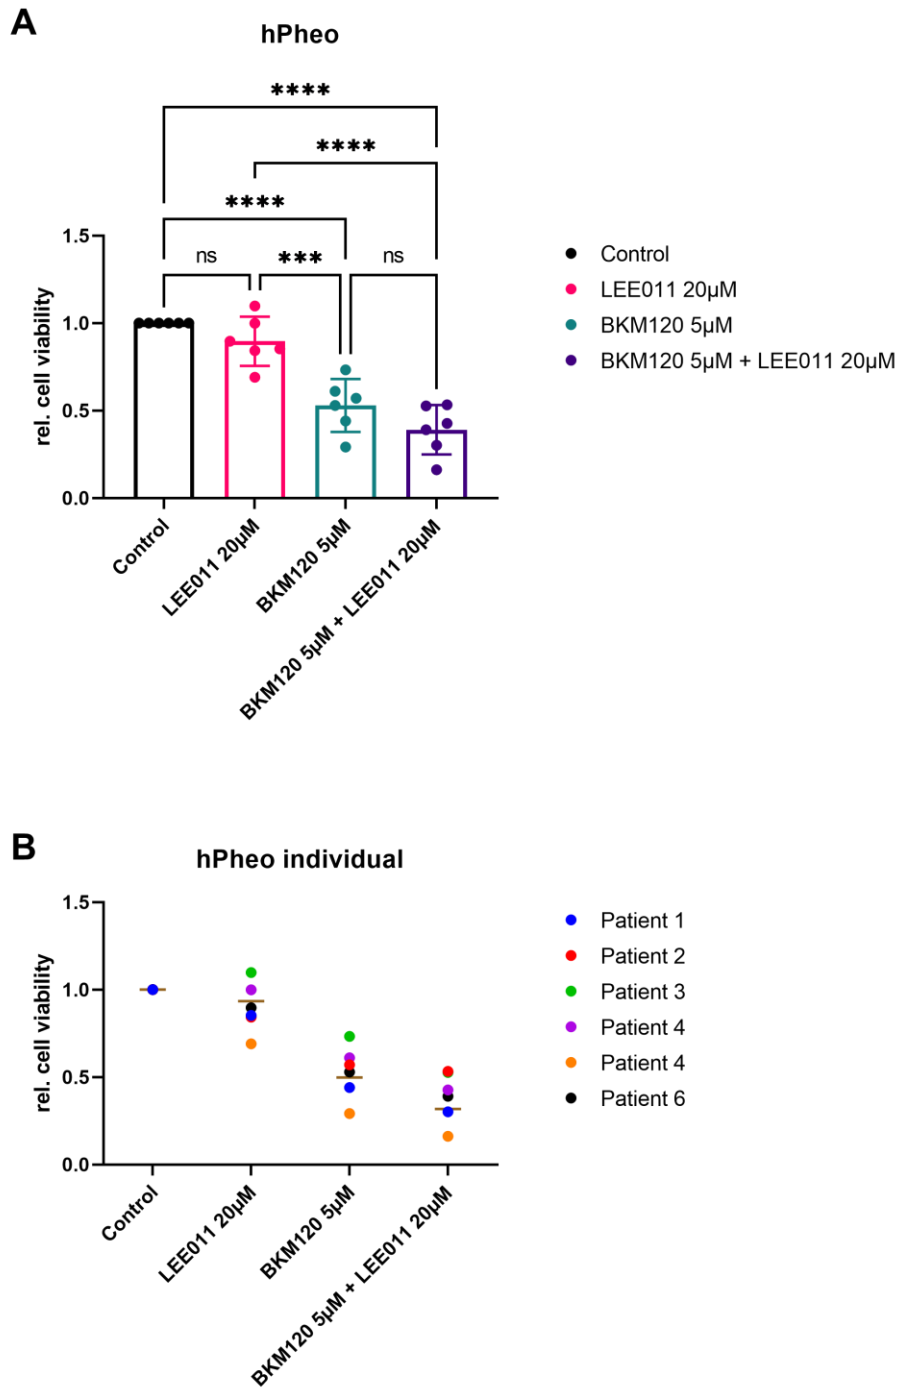 A
hPheo
****
****
****
ns
***
ns
1.5
1.0
0.5
0.0
rel. cell viability
Control
LEE011 20μM
BKM120 5μM
BKM120 5μM + LEE011 20μM
Control
LEE011 20μM
BKM120 5μM
BKM120 5μM + LEE011 20μM
B
hPheo individual
1.5
1.0
0.5
0.0
rel. cell viability
Control
LEE011 20μM
BKM120 5μM
BKM120 5μM + LEE011 20μM
Patient 1
Patient 2
Patient 3
Patient 4
Patient 4
Patient 6